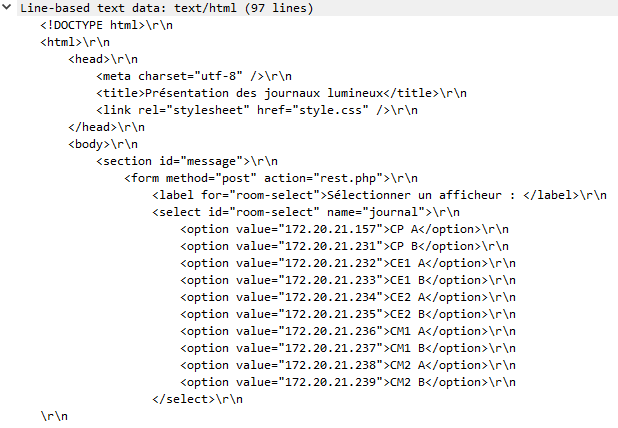 Line-based text data: text/html (97 lines)
<!DOCTYPE html>\r\n
<html>\r\n
<head>\r\n
<meta charset="utf-8" />\r\n
<title>Présentation des journaux lumineux</title>\r\n
<link rel="stylesheet" href="style.css" />\r\n
</head>\r\n
<body>\r\n
<section id="message">\r\n
<form method="post" action="rest.php">\r\n
<label for="room-select">Sélectionner un afficheur : </label>\r\n
<select id="room-select" name="journal">\r\n
<option value="172.20.21.157">CP A</option>\r\n
<option value="172.20.21.231">CP B</option>\r\n
<option value="172.20.21.232">CE1 A</option>\r\n
<option value="172.20.21.233">CE1 B</option>\r\n
<option value="172.20.21.234">CE2 A</option>\r\n
<option value="172.20.21.235">CE2 B</option>\r\n
<option value="172.20.21.236">CM1 A</option>\r\n
<option value="172.20.21.237">CM1 B</option>\r\n
<option value="172.20.21.238">CM2 A</option>\r\n
<option value="172.20.21.239">CM2 B</option>\r\n
</select>\r\n
\r\n